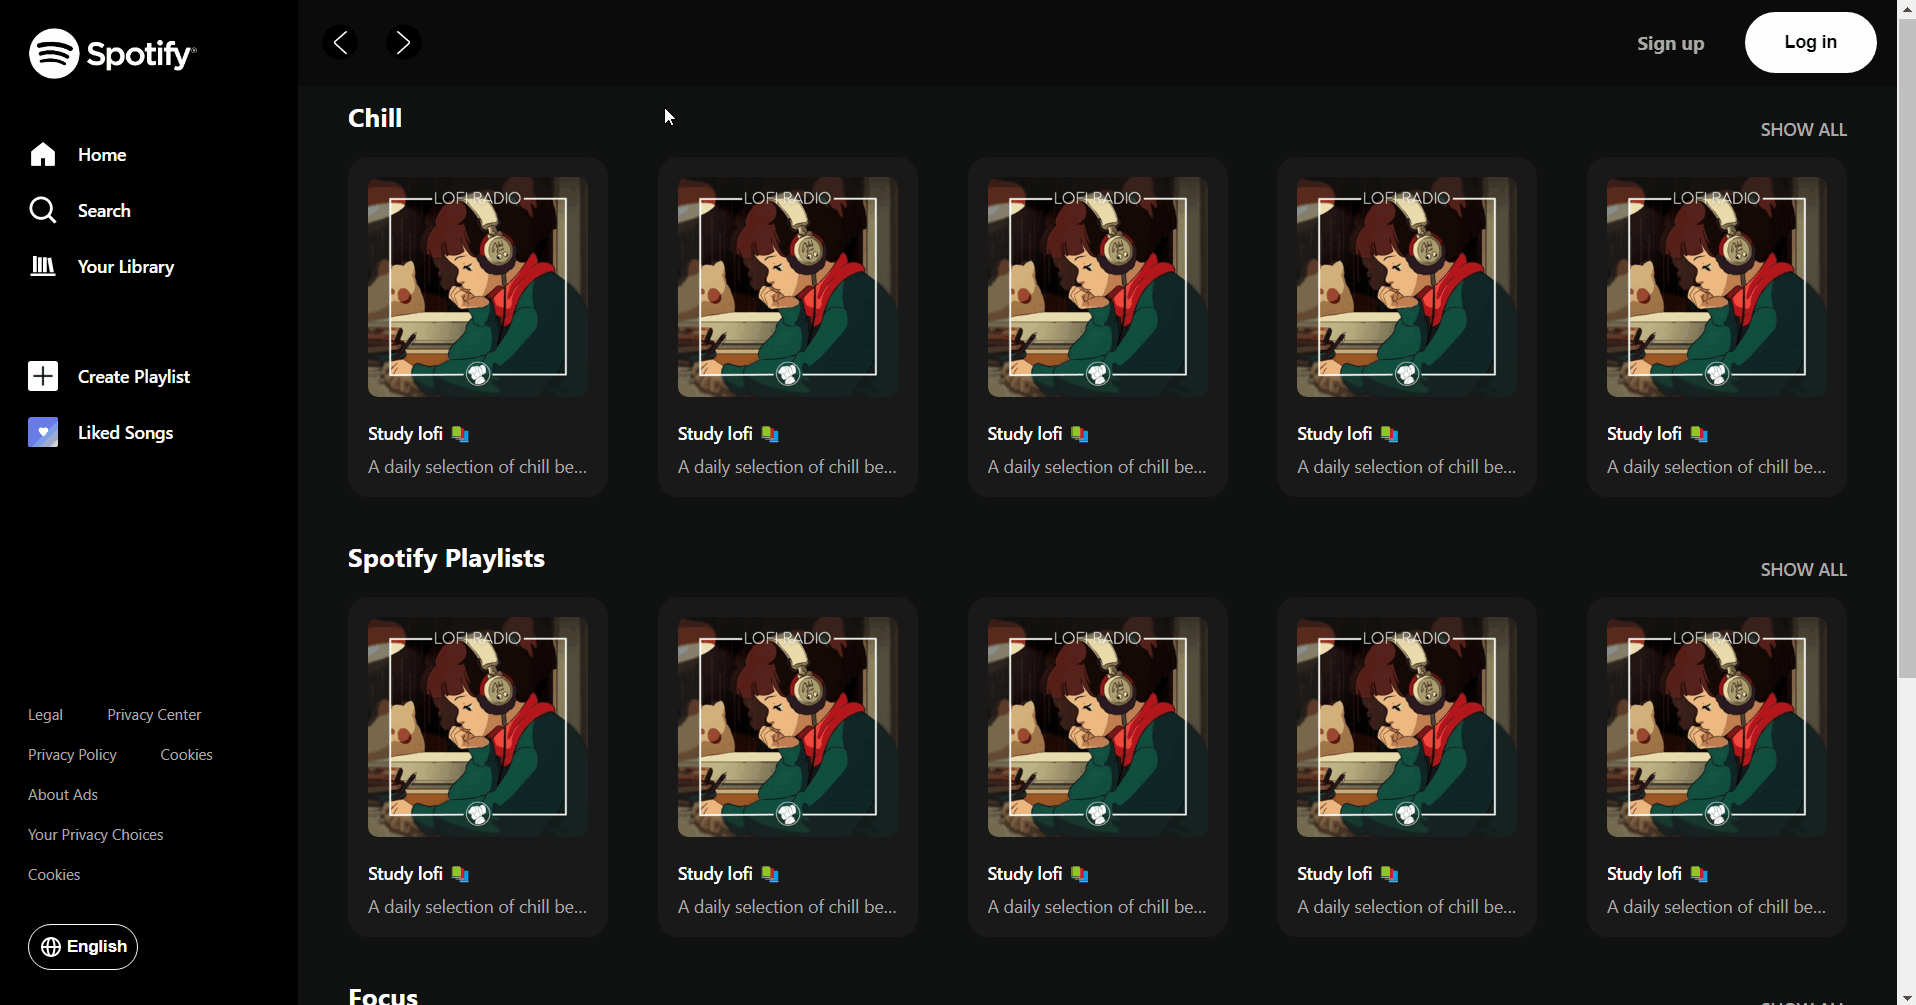 Spotify
Home
Search
Your Library
Create Playlist
Liked Songs
Legal Privacy Center
Privacy Policy Cookies
About Ads
Your Privacy Choices
Cookies
English
Sign up Log in
Chill
SHOW ALL
LOFI RADIO LOFI RADIO LOFI RADIO LOFI RADIO LOFI RADIO
Study lofi Study lofi Study lofi Study lofi Study lofi
A daily selection of chill be... A daily selection of chill be... A daily selection of chill be... A daily selection of chill be... A daily selection of chill be...
Spotify Playlists
SHOW ALL
LOFI RADIO LOFI RADIO LOFI RADIO LOFI RADIO LOFI RADIO
Study lofi Study lofi Study lofi Study lofi Study lofi
A daily selection of chill be... A daily selection of chill be... A daily selection of chill be... A daily selection of chill be... A daily selection of chill be...
Focus
SHOW ALL